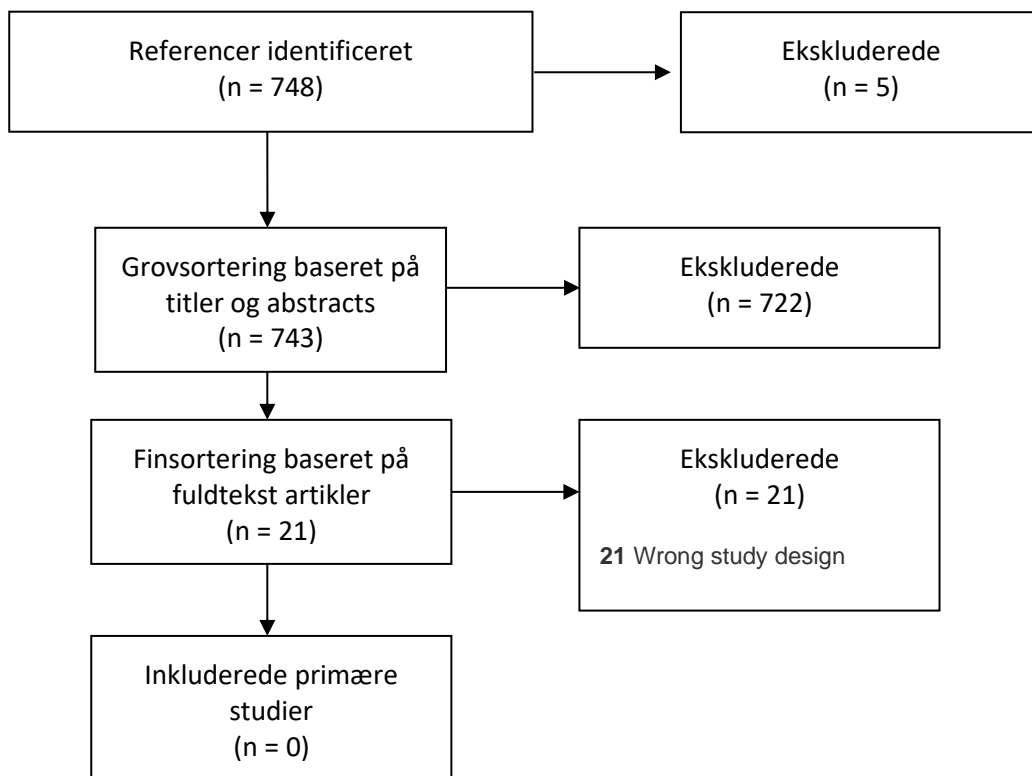 Referencer identificeret
(n = 748)
Ekskluderede
(n = 5)
Grovsortering baseret på
titler og abstracts
(n = 743)
Ekskluderede
(n = 722)
Finsortering baseret på
fuldtekst artikler
(n = 21)
Ekskluderede
(n = 21)
21 Wrong study design
Inkluderede primære
studier
(n = 0)